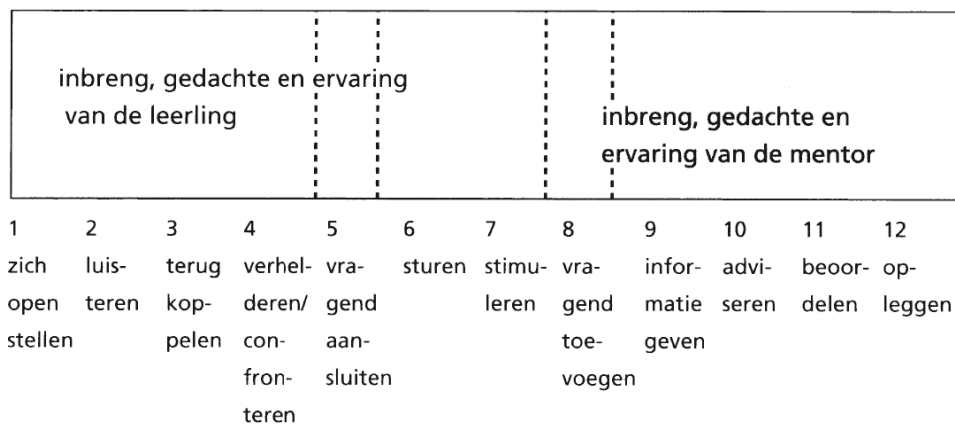 inbreng, gedachte en ervaring
van de leerling
inbreng, gedachte en
ervaring van de mentor
1 2 3 4 5 6 7 8 9 10 11 12
zich luis- terug verhel- vra- sturen stimu- vra- infor- advi- beoor- op-
open teren kop- deren/ gend leren gend matie seren delen leggen
stellen pelen con- aan- toe- geven
fron- sluiten voegen
teren